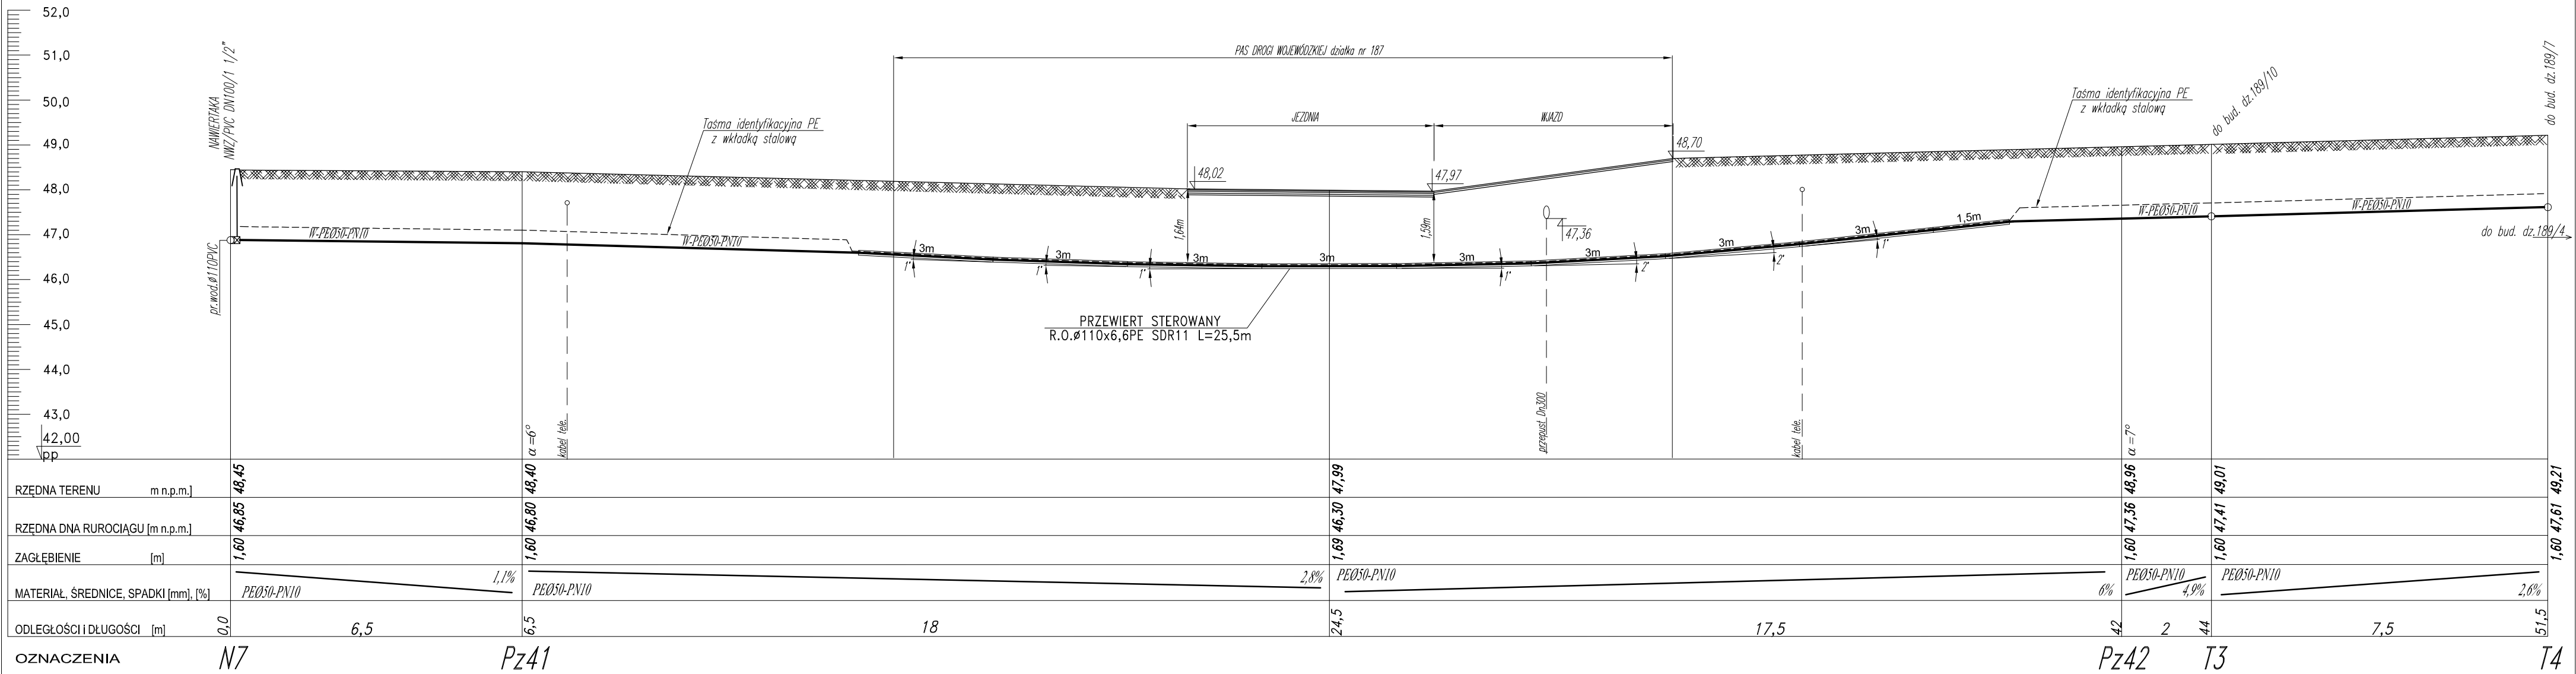 52,0
51,0
50,0
49,0
48,0
47,0
46,0
45,0
44,0
43,0
42,00
pp
NAWIERTAKA
NWZ/PVC DN100/1 1/2"
pr.wod.ø110PVC
W-PEØ50-PN10
kabel tele.
Taśma identyfikacyjna PE
z wkładką stalową
W-PEØ50-PN10
PAS DROGI WOJEWÓDZKIEJ działka nr 187
JEZDNIA
WJAZD
48,02
47,97
48,70
1,64m
1,59m
47,36
3m
3m
3m
3m
3m
3m
3m
3m
1,5m
1°
1°
1°
1°
2°
2°
1°
PRZEWIERT STEROWANY
R.O.ø110x6,6PE SDR11 L=25,5m
przepust Dn300
kabel tele.
Taśma identyfikacyjna PE
z wkładką stalową
do bud. dz.189/10
do bud. dz.189/7
W-PEØ50-PN10
W-PEØ50-PN10
do bud. dz.189/4
α=6°
α=7°
RZĘDNA TERENU m n.p.m.]
48,45 48,40 47,99 48,96 49,01 49,21
RZĘDNA DNA RUROCIĄGU [m n.p.m.]
46,85 46,80 46,30 47,36 47,41 47,61
ZAGŁĘBIENIE [m]
1,60 1,60 1,69 1,60 1,60 1,60
MATERIAŁ, ŚREDNICE, SPADKI [mm], [%]
PEØ50-PN10 1,1% PEØ50-PN10 2,8% PEØ50-PN10 6% PEØ50-PN10 4,9% PEØ50-PN10 2,6%
ODLEGŁOŚCI i DŁUGOŚCI [m]
0,0 6,5 6,5 18 24,5 17,5 42 2 44 7,5 51,5
OZNACZENIA N7 Pz41 Pz42 T3 T4